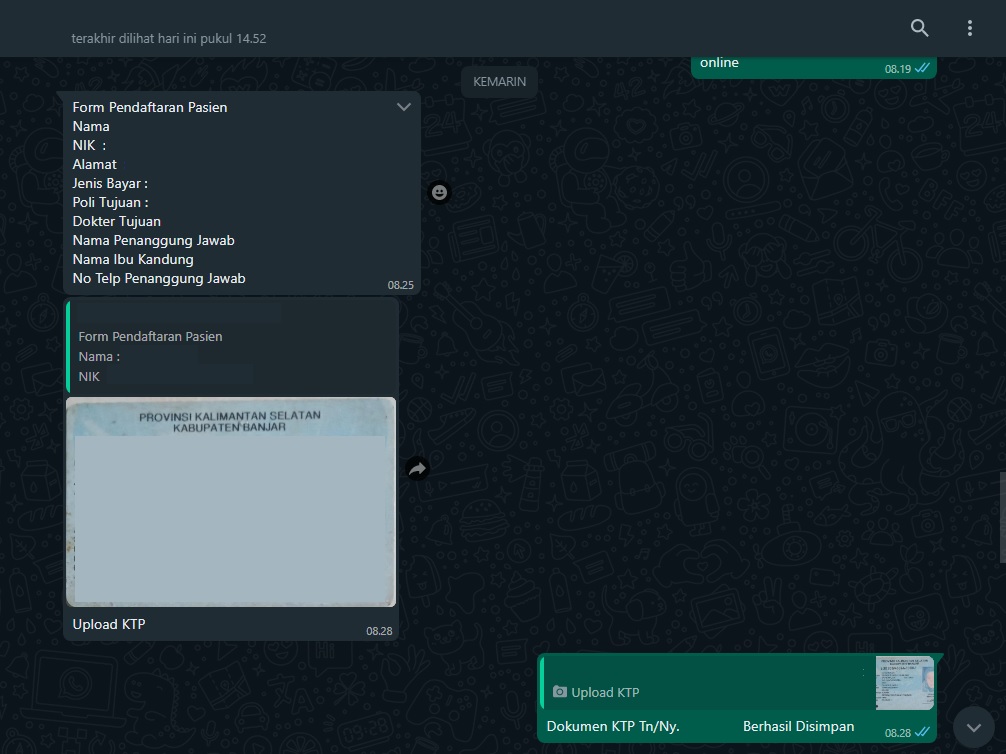 terakhir dilihat hari ini pukul 14.52
online
08.19
KEMARIN
Form Pendaftaran Pasien
Nama
NIK :
Alamat
Jenis Bayar :
Poli Tujuan :
Dokter Tujuan
Nama Penanggung Jawab
Nama Ibu Kandung
No Telp Penanggung Jawab
08.25
Form Pendaftaran Pasien
Nama :
NIK
PROVINSI KALIMANTAN SELATAN
KABUPATEN BANJAR
Upload KTP
08.28
Upload KTP
Dokumen KTP Tn/Ny. Berhasil Disimpan
08.28